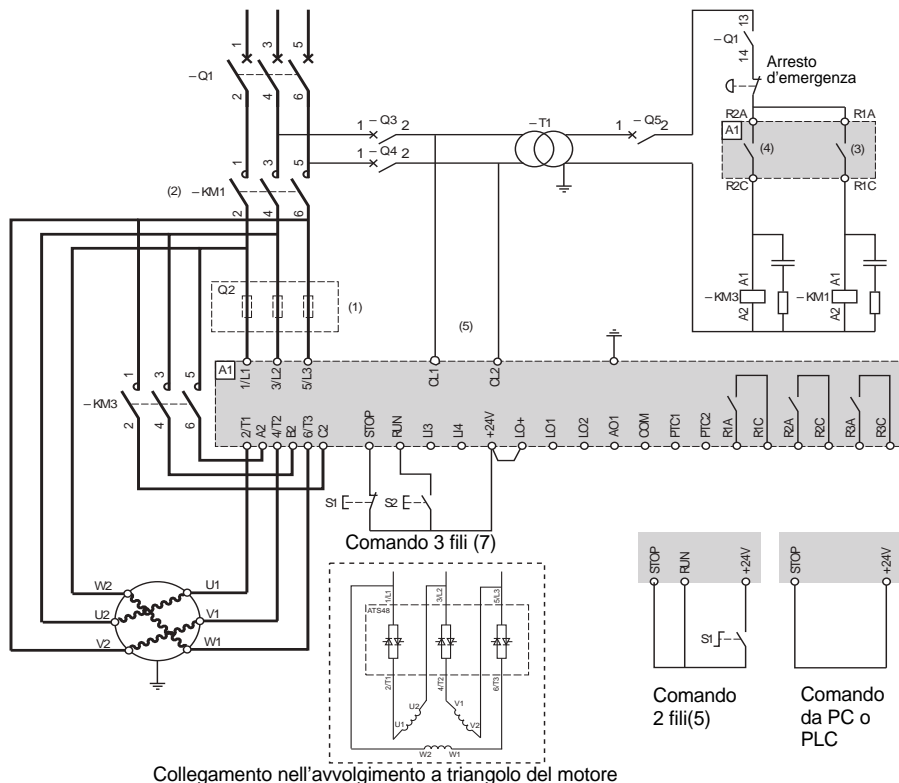 1 3 5
–Q1
2 4 6
13
–Q1
14
Arresto
d'emergenza
1 –Q3 2
–T1
1 –Q5 2
1 –Q4 2
R2A R1A
A1
(4) (3)
R2C R1C
1 3 5
(2) –KM1
2 4 6
Q2
(1)
(5)
A1 A1
–KM3 –KM1
A2 A2
A1
1/L1 3/L2 5/L3 CL1 CL2
1 3 5
–KM3
2 4 6
2/T1 A2 4/T2 B2 6/T3 C2 STOP RUN LI3 LI4 +24V LO+ LO1 LO2 AO1 COM PTC1 PTC2 R1A R1C R2A R2C R3A R3C
S1 S2
Comando 3 fili (7)
W2 U1
U2 V1
V2 W1
1/L1 3/L2 5/L3
ATS48
2/T1 4/T2 6/T3
U1 U2 V1 V2
W2 W1
Collegamento nell'avvolgimento a triangolo del motore
STOP RUN +24V
S1
Comando
2 fili(5)
STOP +24V
Comando
da PC o
PLC